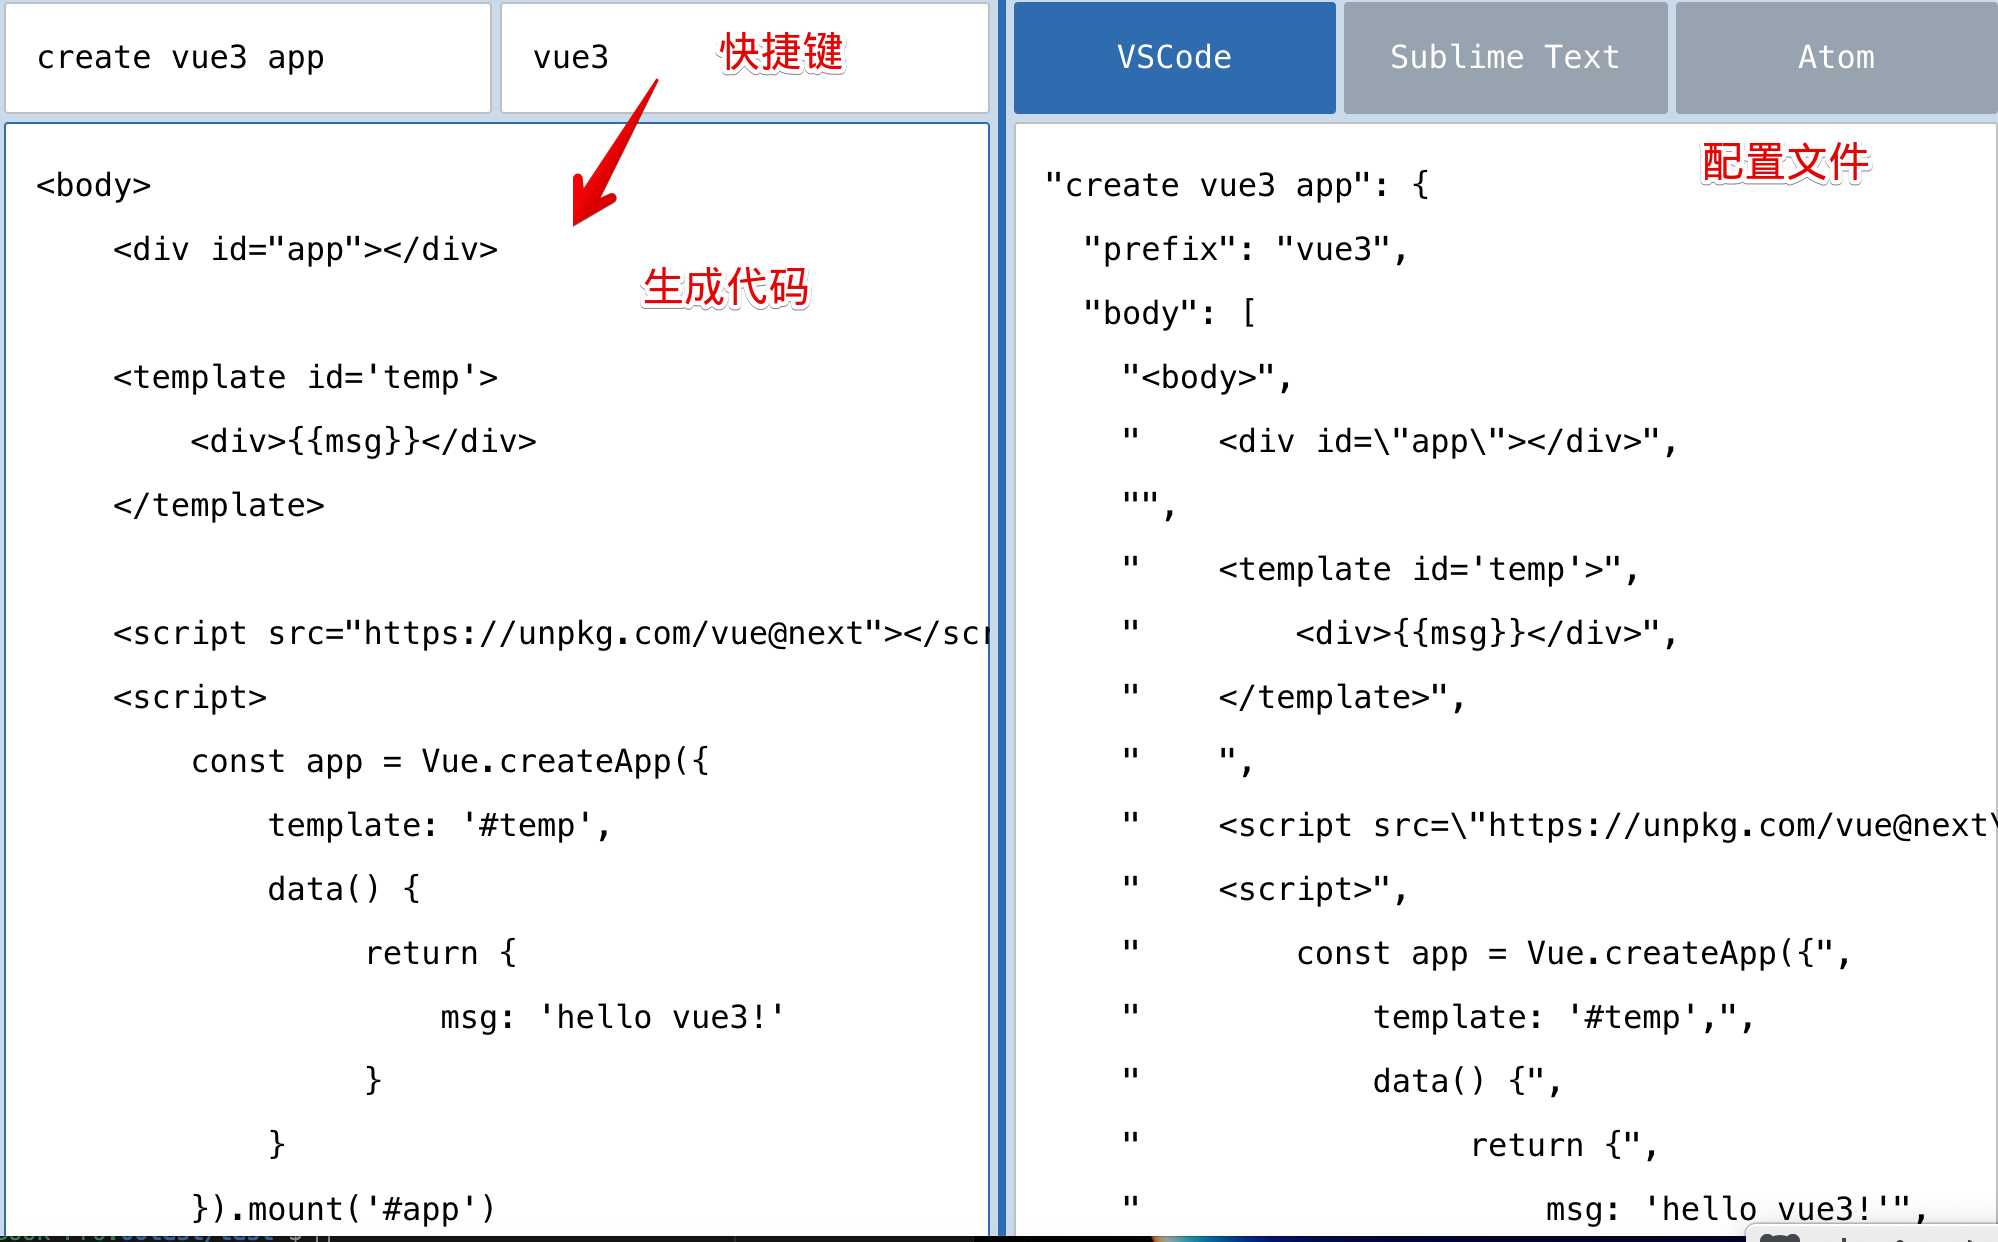 create vue3 app
vue3
快捷键
<body>
    <div id="app"></div>
生成代码
    <template id='temp'>
        <div>{{msg}}</div>
    </template>
    <script src="https://unpkg.com/vue@next"></scr
    <script>
        const app = Vue.createApp({
            template: '#temp',
            data() {
                 return {
                     msg: 'hello vue3!'
                 }
            }
        }).mount('#app')
VSCode
Sublime Text
Atom
配置文件
"create vue3 app": {
  "prefix": "vue3",
  "body": [
    "<body>",
    "    <div id=\"app\"></div>",
    "",
    "    <template id='temp'>",
    "        <div>{{msg}}</div>",
    "    </template>",
    "    ",
    "    <script src=\"https://unpkg.com/vue@next\
    "    <script>",
    "        const app = Vue.createApp({",
    "            template: '#temp',",
    "            data() {",
    "                 return {",
    "                     msg: 'hello vue3!'",